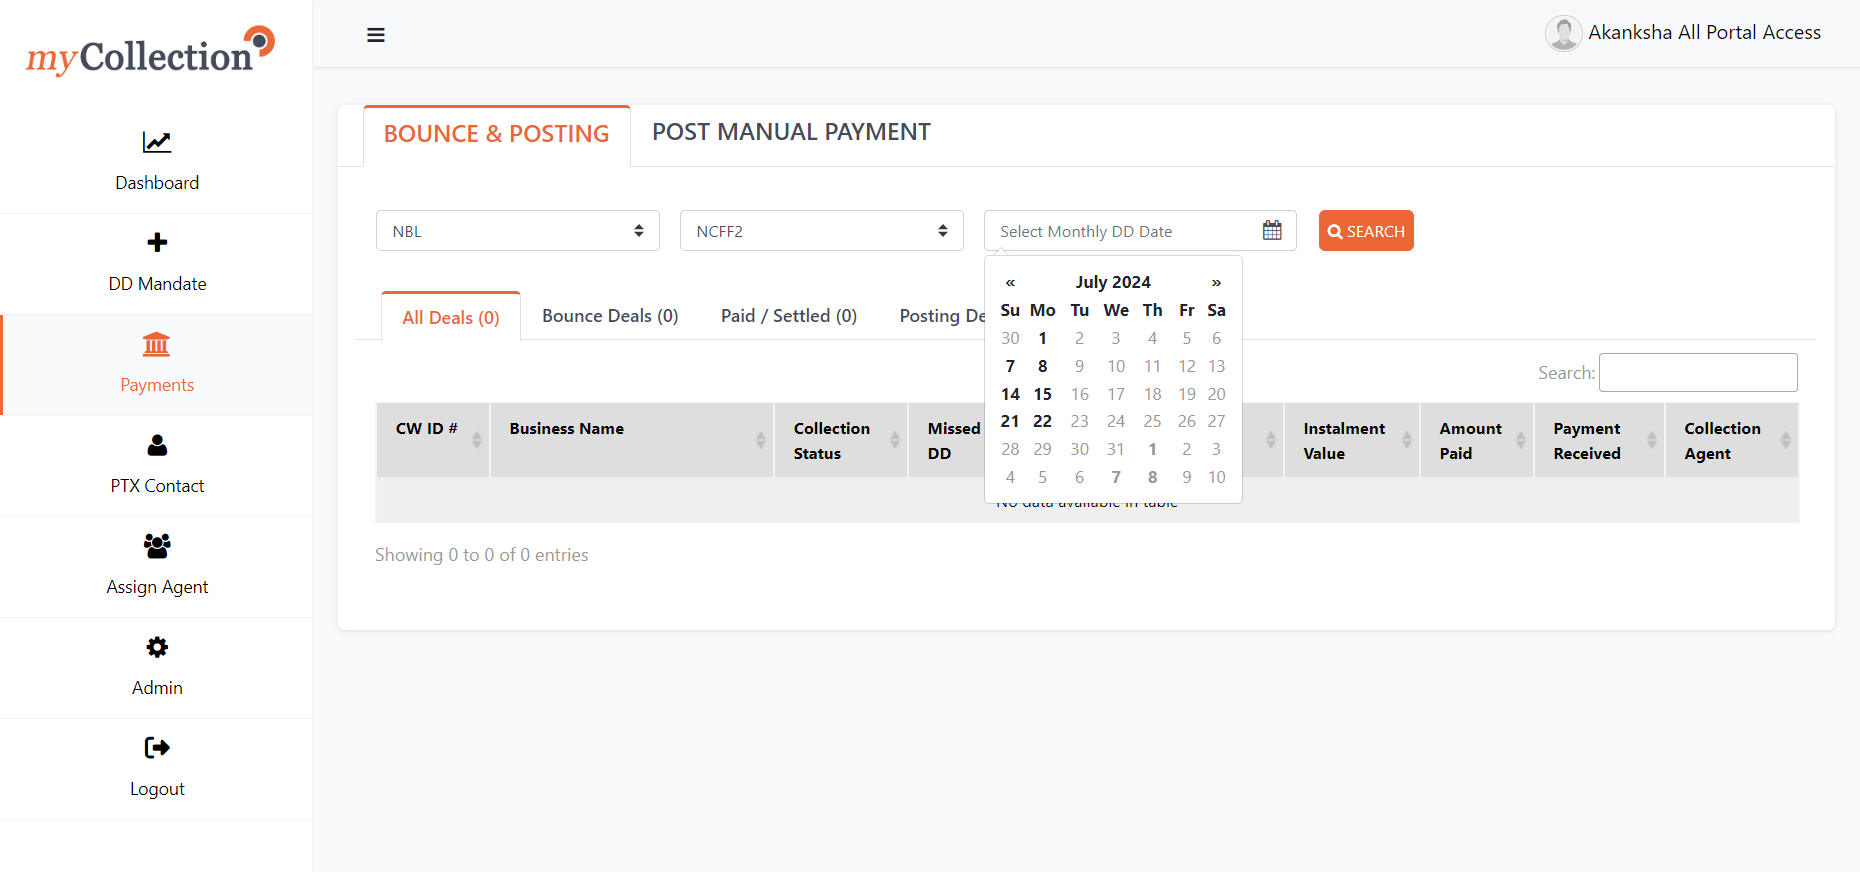 myCollection
Akanksha All Portal Access
Dashboard
DD Mandate
Payments
PTX Contact
Assign Agent
Admin
Logout
BOUNCE & POSTING
POST MANUAL PAYMENT
NBL
NCFF2
Select Monthly DD Date
SEARCH
« July 2024 »
Su Mo Tu We Th Fr Sa
30 1 2 3 4 5 6
7 8 9 10 11 12 13
14 15 16 17 18 19 20
21 22 23 24 25 26 27
28 29 30 31 1 2 3
4 5 6 7 8 9 10
All Deals (0)
Bounce Deals (0)
Paid / Settled (0)
Posting De
Search:
CW ID #
Business Name
Collection
Status
Missed
DD
Instalment
Value
Amount
Paid
Payment
Received
Collection
Agent
No data available in table
Showing 0 to 0 of 0 entries